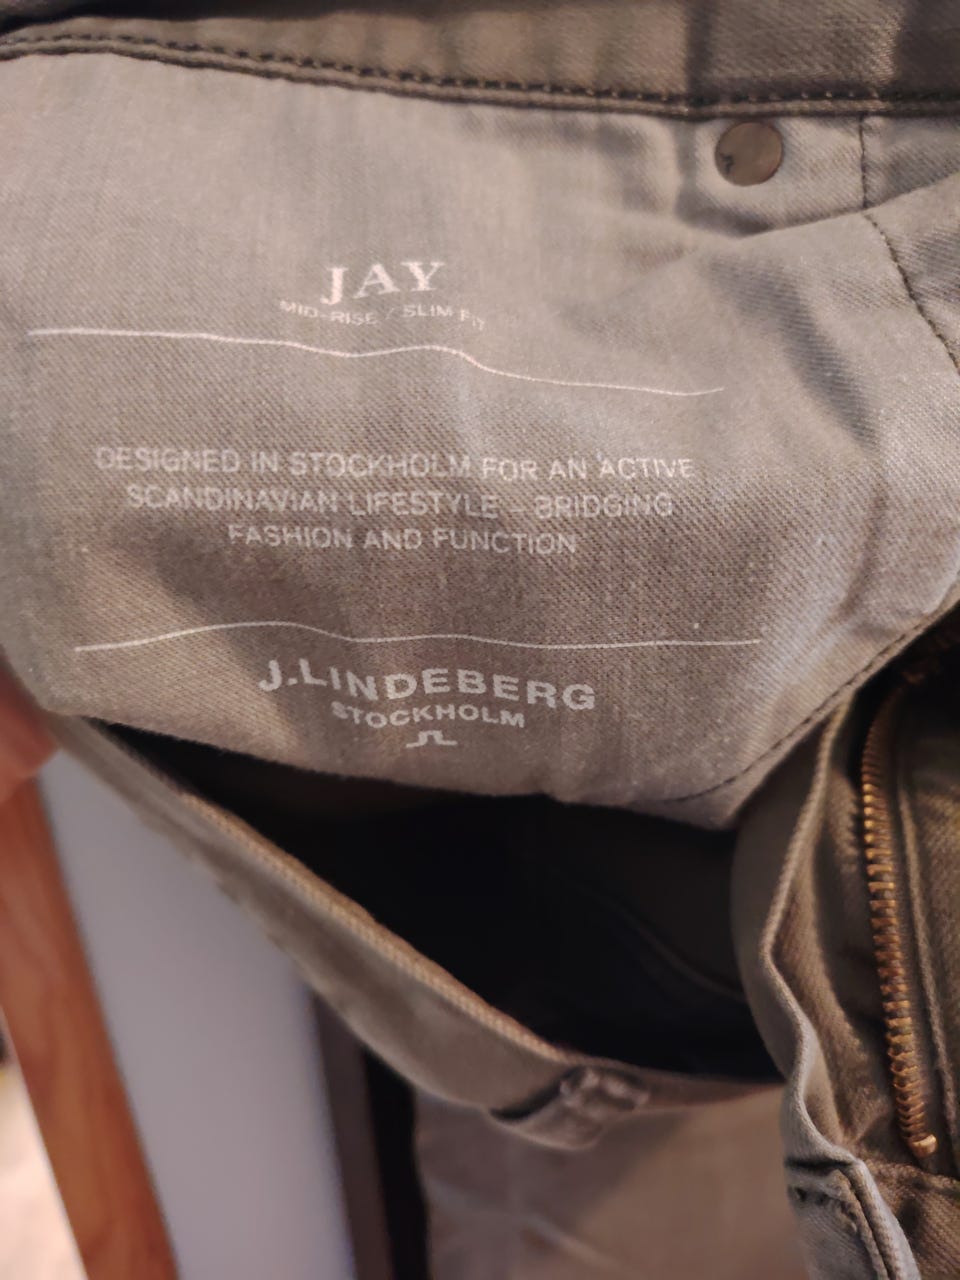 JAY
MID-RISE / SLIM FIT
DESIGNED IN STOCKHOLM FOR AN ACTIVE
SCANDINAVIAN LIFESTYLE - BRIDGING
FASHION AND FUNCTION
J.LINDEBERG
STOCKHOLM